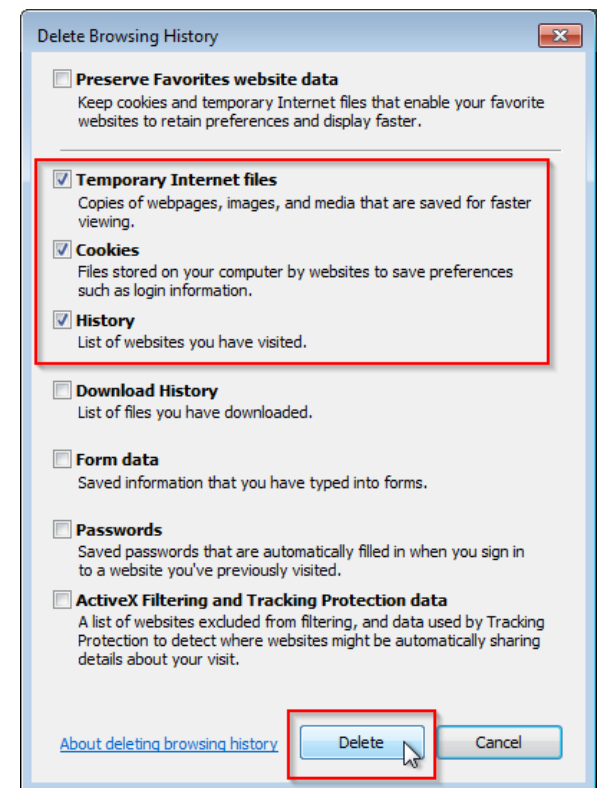 Delete Browsing History
Preserve Favorites website data
Keep cookies and temporary Internet files that enable your favorite
websites to retain preferences and display faster.
Temporary Internet files
Copies of webpages, images, and media that are saved for faster
viewing.
Cookies
Files stored on your computer by websites to save preferences
such as login information.
History
List of websites you have visited.
Download History
List of files you have downloaded.
Form data
Saved information that you have typed into forms.
Passwords
Saved passwords that are automatically filled in when you sign in
to a website you've previously visited.
ActiveX Filtering and Tracking Protection data
A list of websites excluded from filtering, and data used by Tracking
Protection to detect where websites might be automatically sharing
details about your visit.
About deleting browsing history Delete Cancel